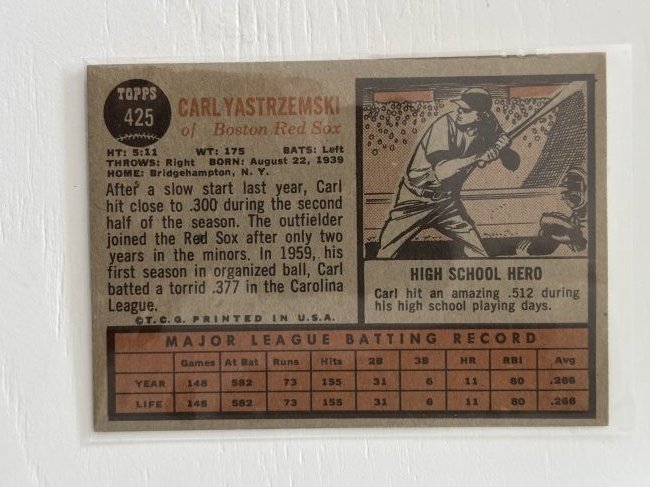 TOPPS
425
CARL YASTRZEMSKI
of Boston Red Sox
HT: 5:11 WT: 175 BATS: Left
THROWS: Right BORN: August 22, 1939
HOME: Bridgehampton, N. Y.
After a slow start last year, Carl
hit close to .300 during the second
half of the season. The outfielder
joined the Red Sox after only two
years in the minors. In 1959, his
first season in organized ball, Carl
batted a torrid .377 in the Carolina
League.
©T.C.G. PRINTED IN U.S.A.
HIGH SCHOOL HERO
Carl hit an amazing .512 during
his high school playing days.
MAJOR LEAGUE BATTING RECORD
Games At Bat Runs Hits 2B 3B HR RBI Avg
YEAR 148 582 73 155 31 6 11 80 .266
LIFE 148 582 73 155 31 6 11 80 .266